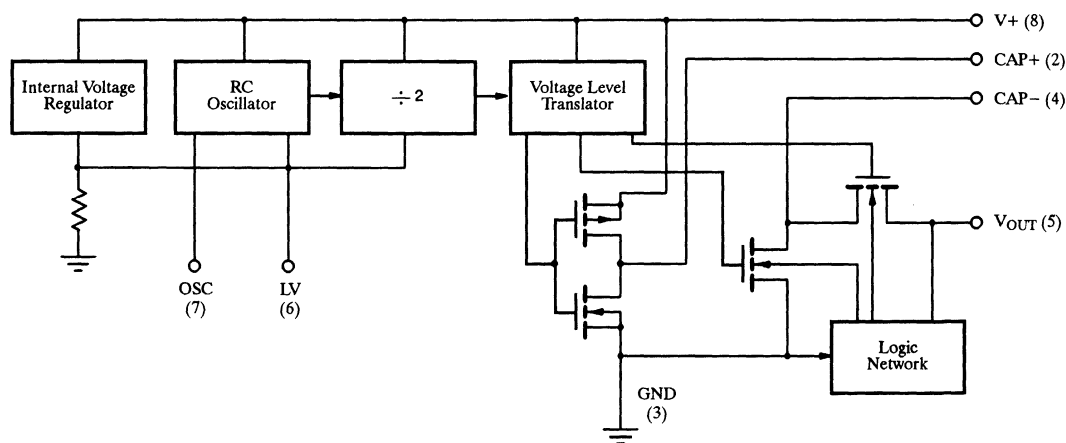 V+ (8)
CAP+ (2)
CAP− (4)
Internal Voltage
Regulator
RC
Oscillator
÷ 2
Voltage Level
Translator
VOUT (5)
OSC
(7)
LV
(6)
Logic
Network
GND
(3)